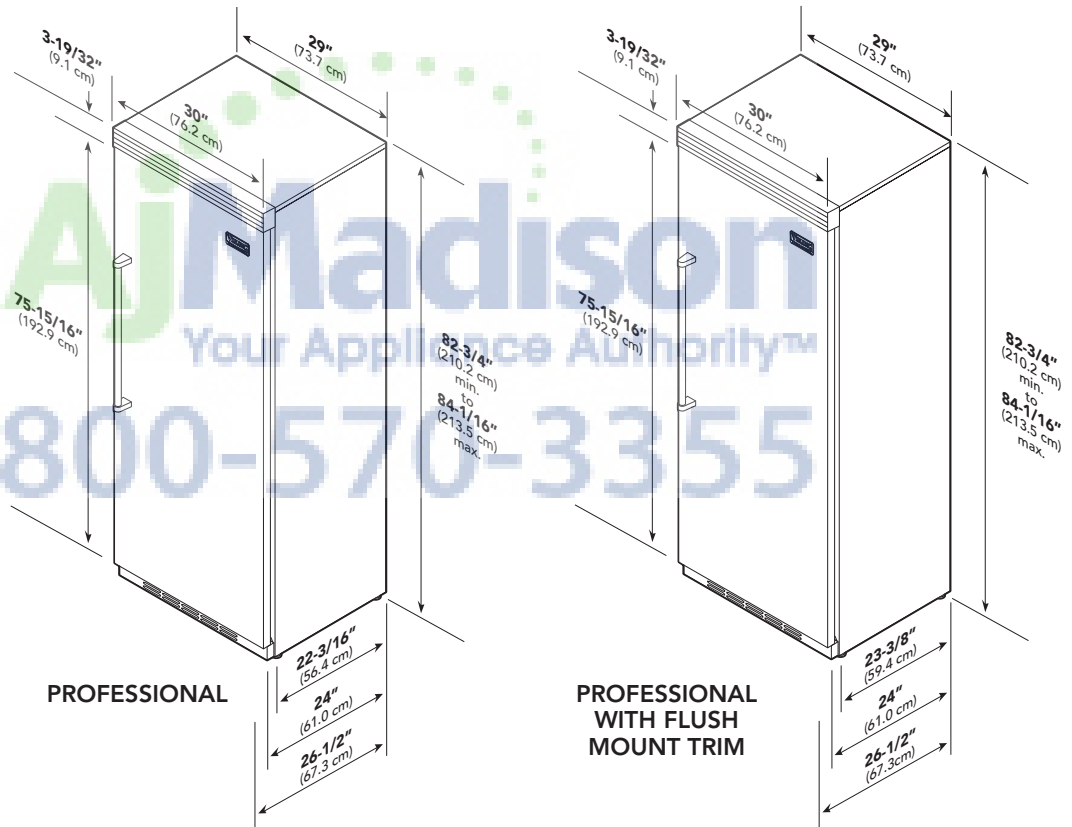 3-19/32"
(9.1 cm)
29"
(73.7 cm)
30"
(76.2 cm)
75-15/16"
(192.9 cm)
82-3/4"
(210.2 cm)
min.
to
84-1/16"
(213.5 cm)
max.
22-3/16"
(56.4 cm)
24"
(61.0 cm)
26-1/2"
(67.3 cm)
PROFESSIONAL
3-19/32"
(9.1 cm)
29"
(73.7 cm)
30"
(76.2 cm)
75-15/16"
(192.9 cm)
82-3/4"
(210.2 cm)
min.
to
84-1/16"
(213.5 cm)
max.
23-3/8"
(59.4 cm)
24"
(61.0 cm)
26-1/2"
(67.3cm)
PROFESSIONAL
WITH FLUSH
MOUNT TRIM
AjMadison
Your Appliance Authority™
800-570-3355